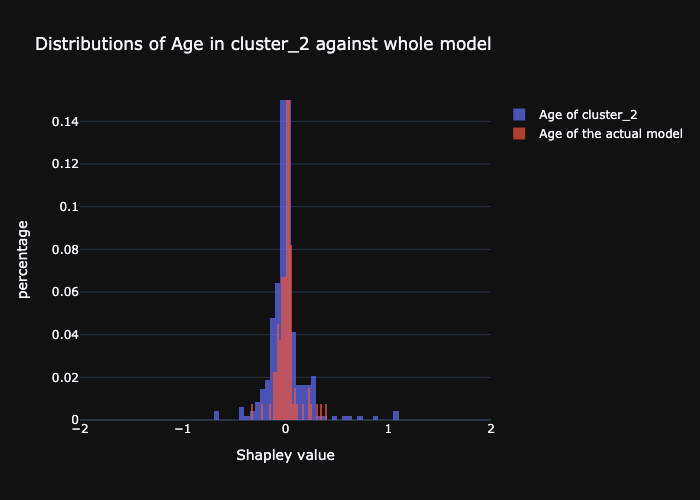 Distributions of Age in cluster_2 against whole model
Age of cluster_2
Age of the actual model
percentage
0.14
0.12
0.1
0.08
0.06
0.04
0.02
0
−2
−1
0
1
2
Shapley value